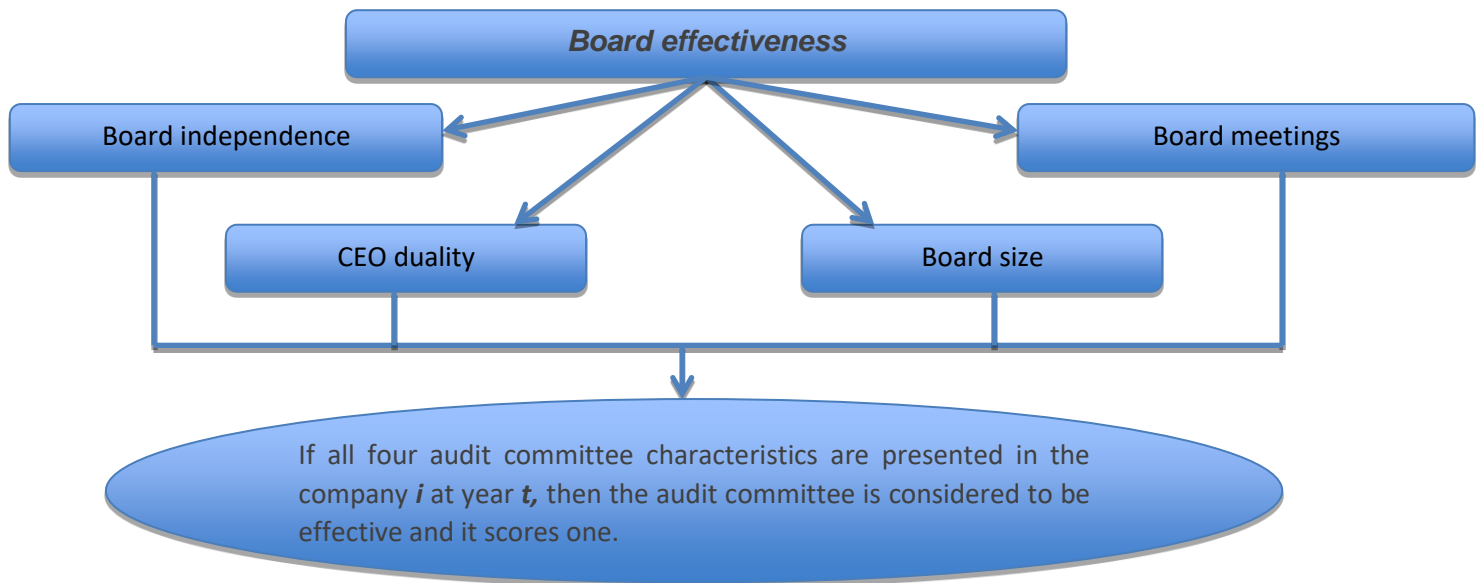 Board effectiveness
Board independence
Board meetings
CEO duality
Board size
If all four audit committee characteristics are presented in the
company i at year t, then the audit committee is considered to be
effective and it scores one.